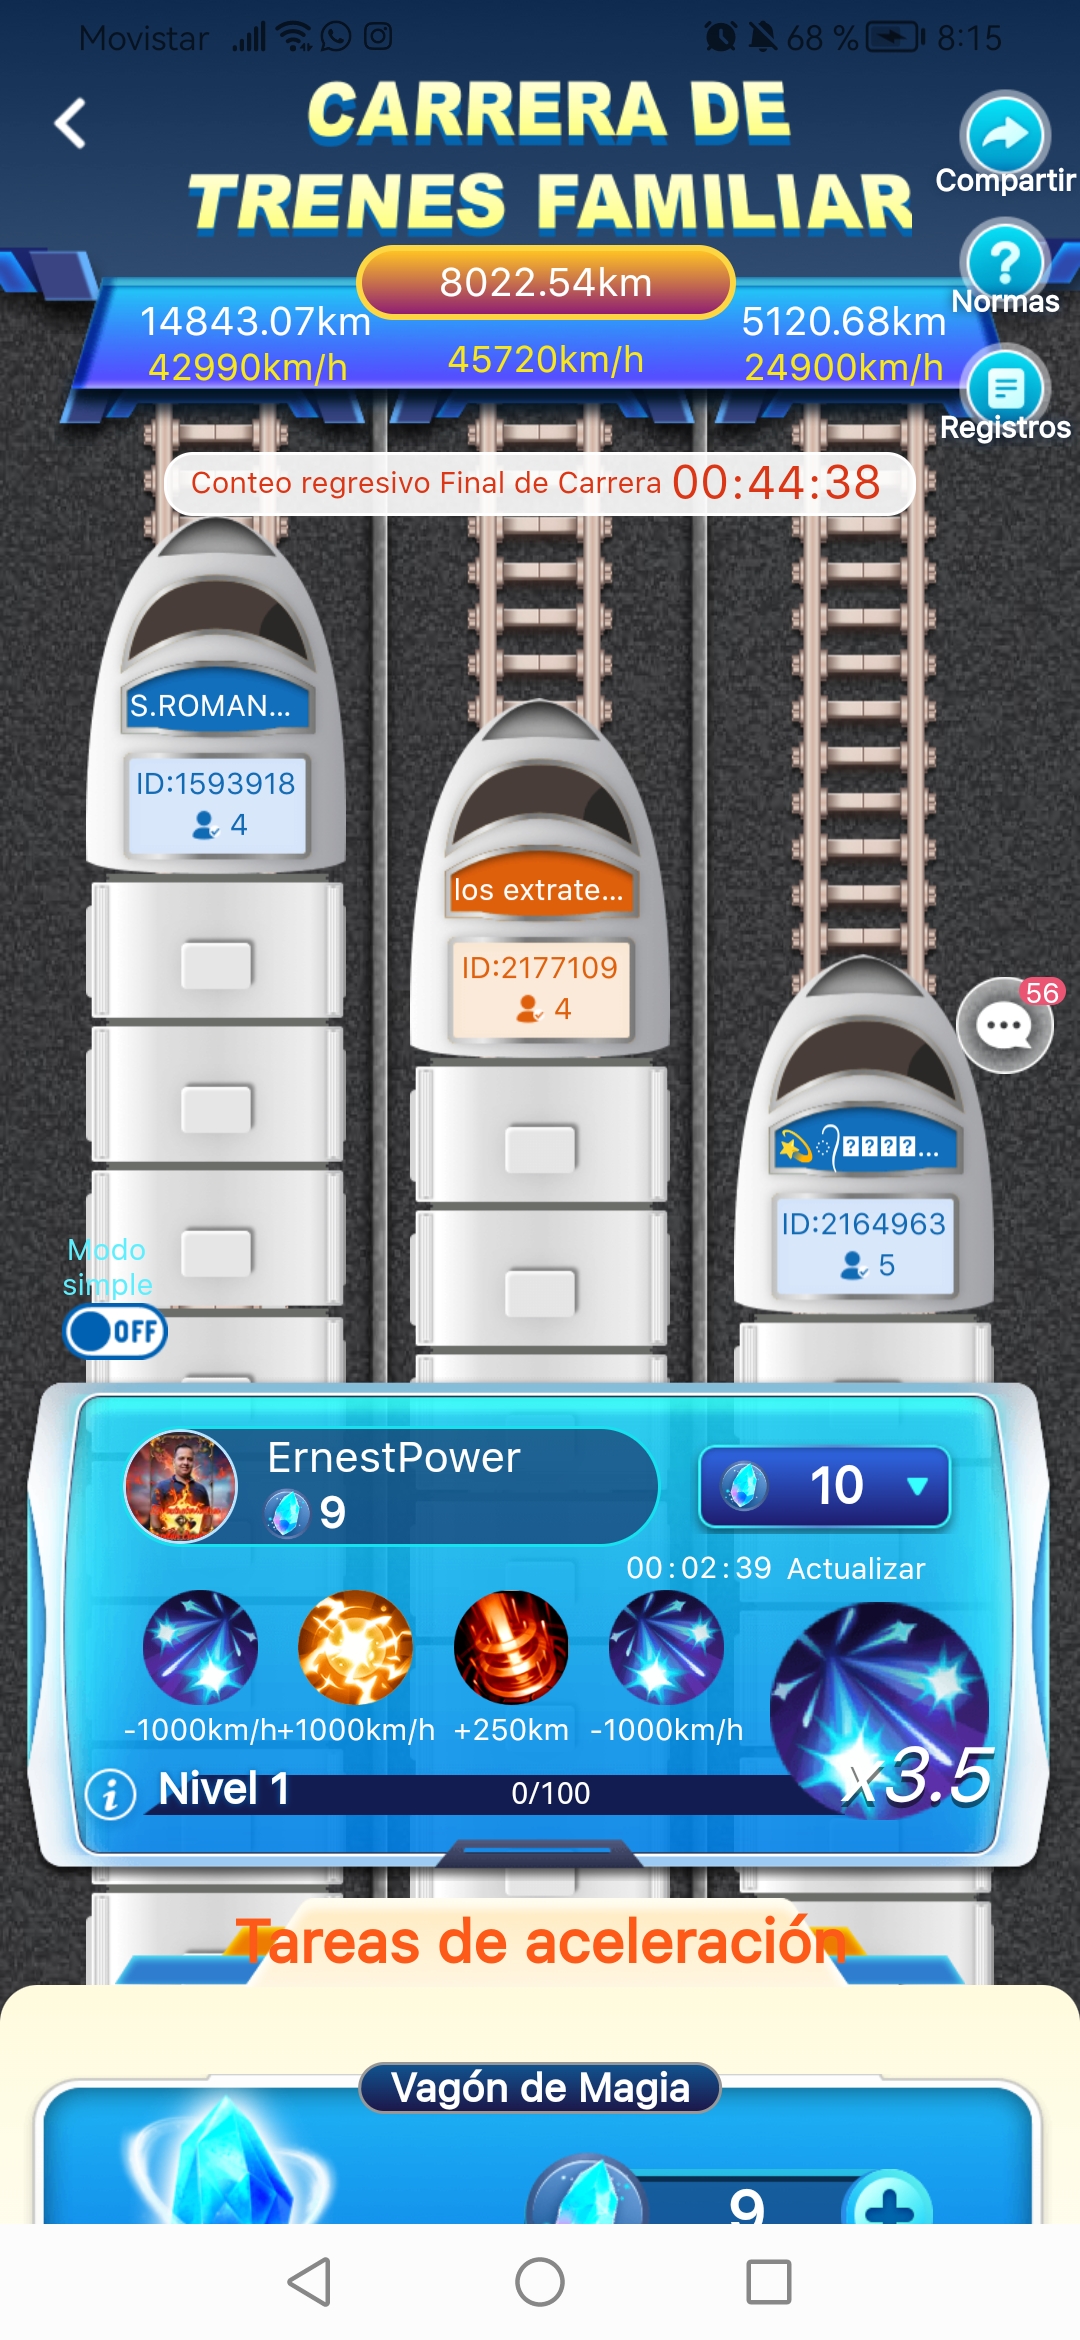 Movistar
68 %
8:15
CARRERA DE
TRENES FAMILIAR
Compartir
Normas
Registros
8022.54km
14843.07km
5120.68km
42990km/h
45720km/h
24900km/h
Conteo regresivo Final de Carrera 00:44:38
S.ROMAN...
ID:1593918
4
los extrate...
ID:2177109
4
56
ID:2164963
5
Modo
simple
OFF
ErnestPower
9
10
00:02:39 Actualizar
-1000km/h
+1000km/h
+250km
-1000km/h
x3.5
Nivel 1
0/100
Tareas de aceleración
Vagón de Magia
9